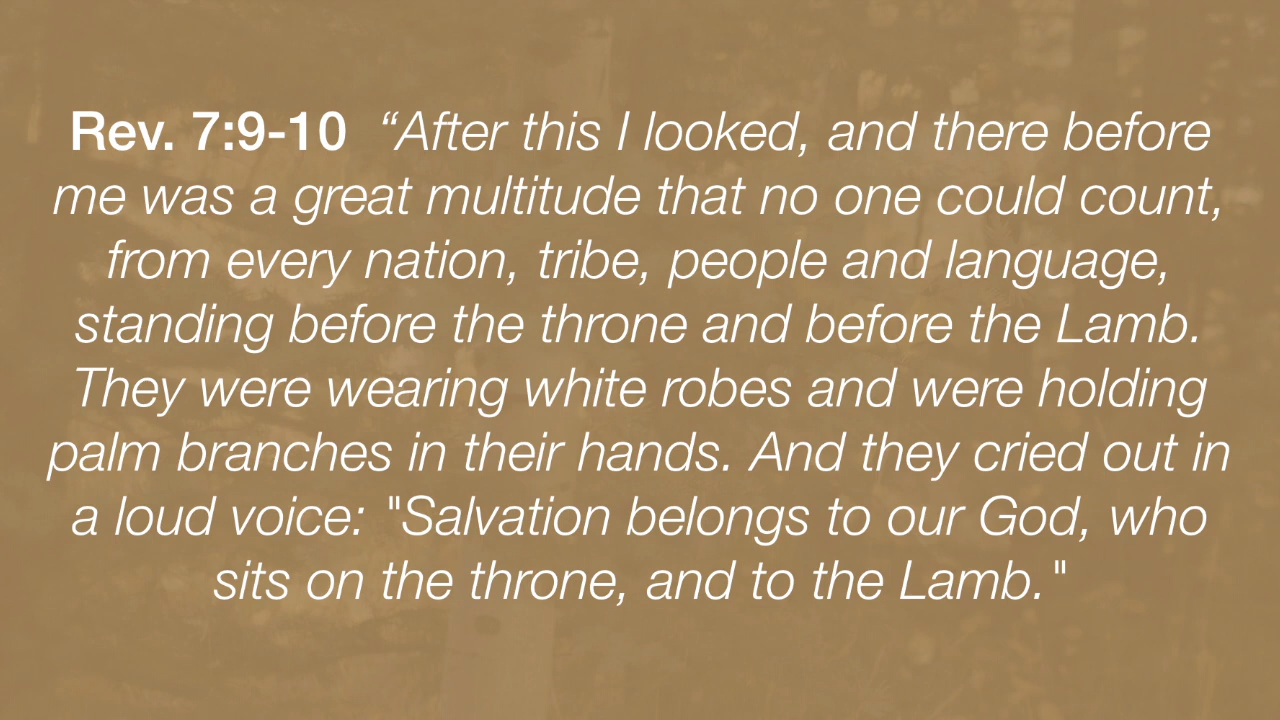 Rev. 7:9-10  “After this I looked, and there before
me was a great multitude that no one could count,
from every nation, tribe, people and language,
standing before the throne and before the Lamb.
They were wearing white robes and were holding
palm branches in their hands. And they cried out in
a loud voice: "Salvation belongs to our God, who
sits on the throne, and to the Lamb."